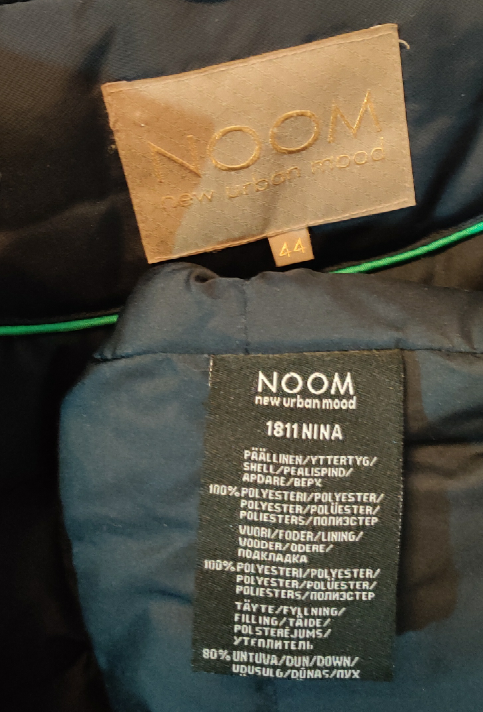 NOOM
new urban mood
44
NOOM
new urban mood
1811 NINA
PÄÄLLINEN/YTTERTYG/
SHELL/PEALISPIND/
APDARE/ВЕРХ
100% POLYESTERI/POLYESTER/
POLYESTER/POLÜESTER/
POLIESTERS/ПОЛИЭСТЕР
VUORI/FODER/LINING/
VOODER/ODERE/
ПОДКЛАДКА
100% POLYESTERI/POLYESTER/
POLYESTER/POLÜESTER/
POLIESTERS/ПОЛИЭСТЕР
TÄYTE/FYLLNING/
FILLING/TÄIDE/
POLSTERĒJUMS/
УТЕПЛИТЕЛЬ
80% UNTUVA/DUN/DOWN/
UDUSULG/DŪNAS/ПУХ